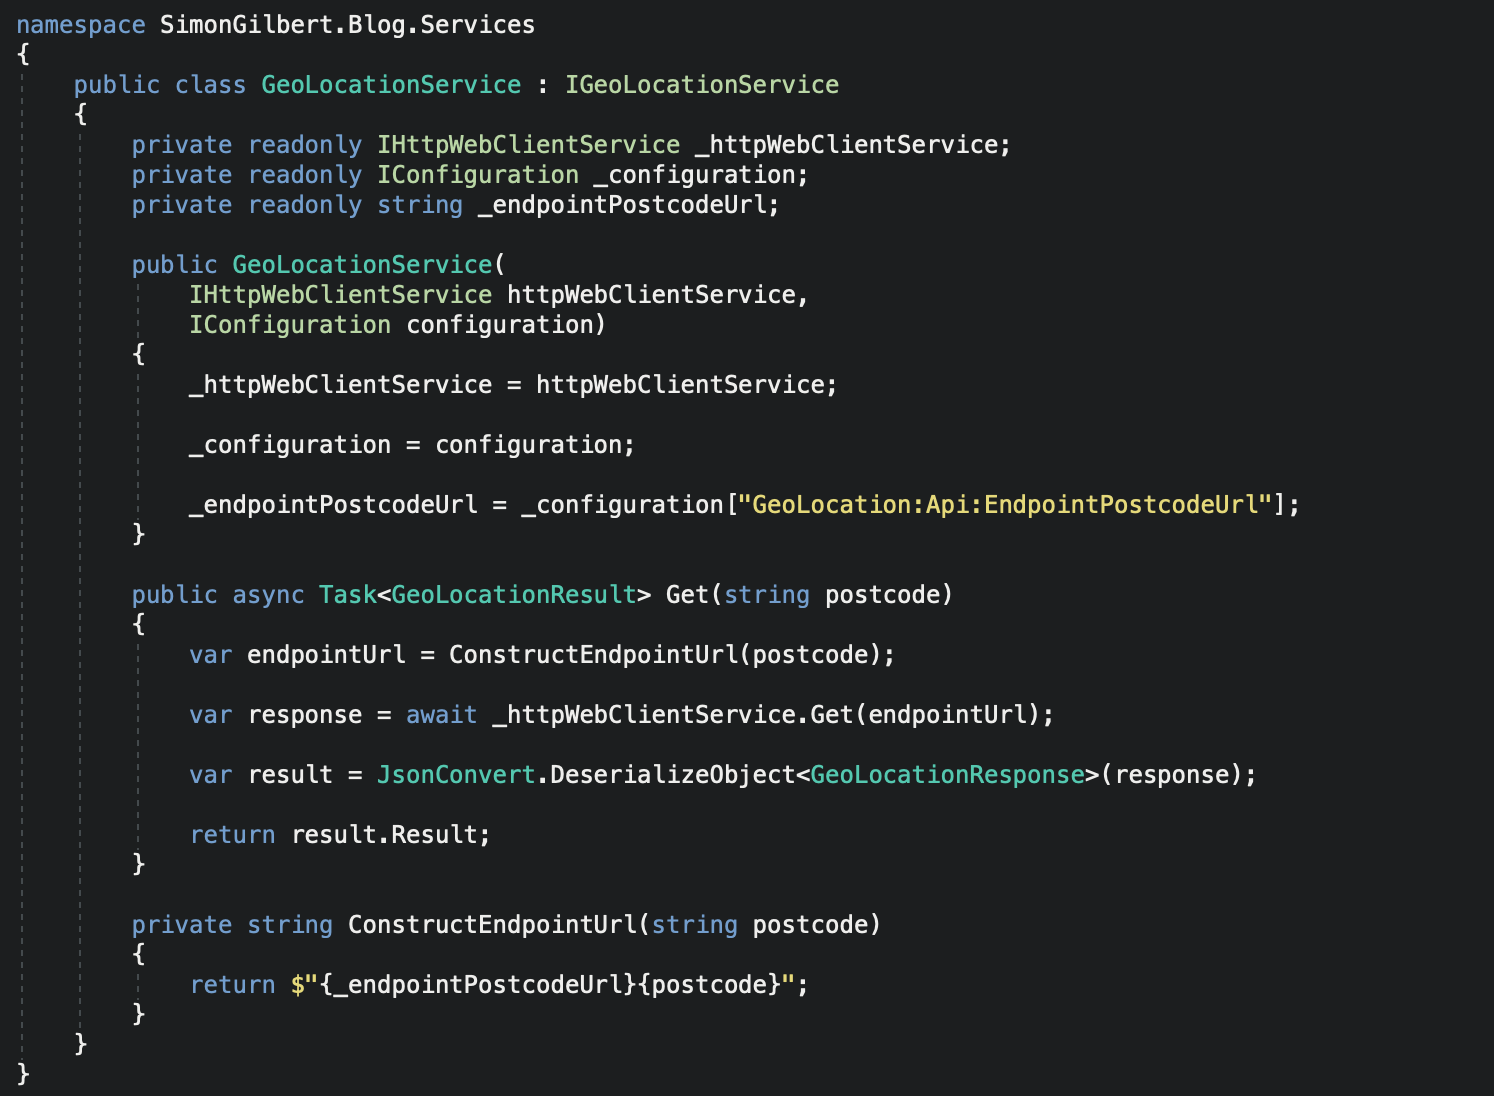 namespace SimonGilbert.Blog.Services
{
    public class GeoLocationService : IGeoLocationService
    {
        private readonly IHttpWebClientService _httpWebClientService;
        private readonly IConfiguration _configuration;
        private readonly string _endpointPostcodeUrl;

        public GeoLocationService(
            IHttpWebClientService httpWebClientService,
            IConfiguration configuration)
        {
            _httpWebClientService = httpWebClientService;

            _configuration = configuration;

            _endpointPostcodeUrl = _configuration["GeoLocation:Api:EndpointPostcodeUrl"];
        }

        public async Task<GeoLocationResult> Get(string postcode)
        {
            var endpointUrl = ConstructEndpointUrl(postcode);

            var response = await _httpWebClientService.Get(endpointUrl);

            var result = JsonConvert.DeserializeObject<GeoLocationResponse>(response);

            return result.Result;
        }

        private string ConstructEndpointUrl(string postcode)
        {
            return $"{_endpointPostcodeUrl}{postcode}";
        }
    }
}